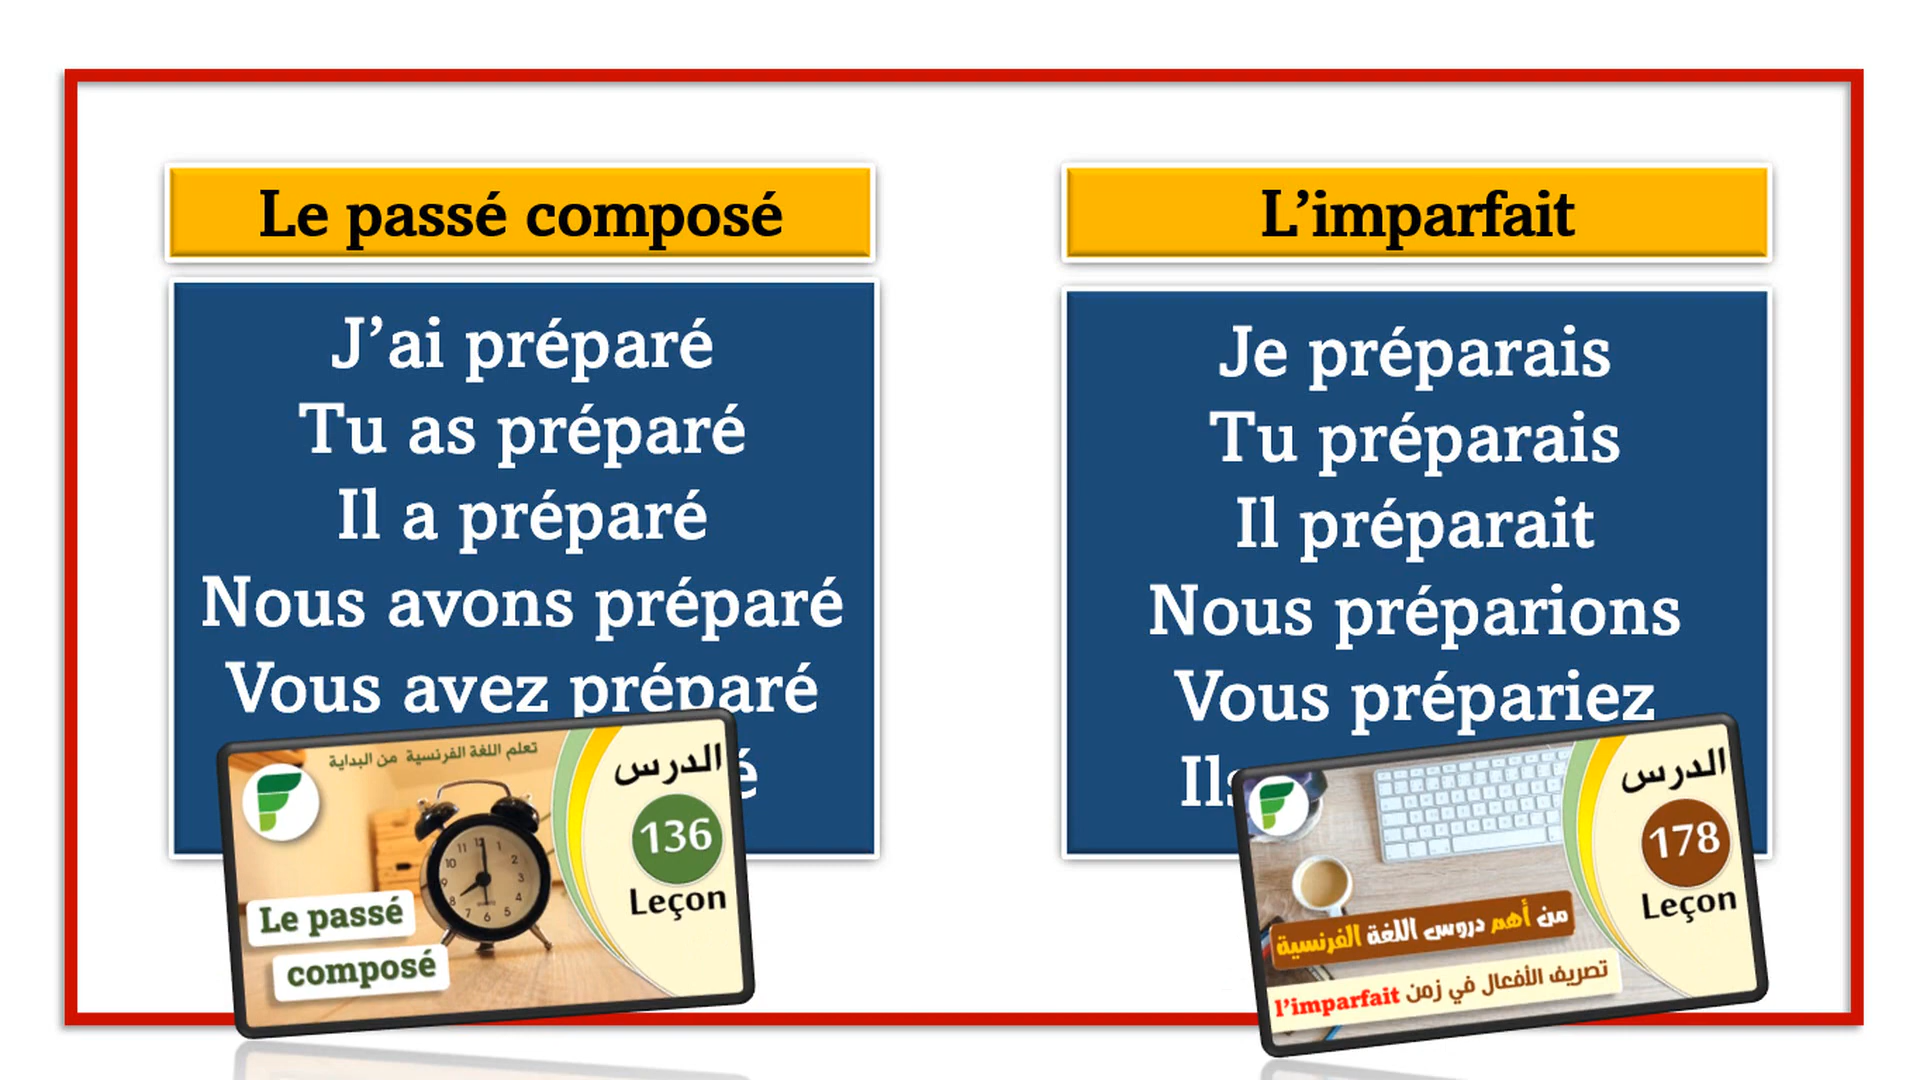 Le passé composé
J’ai préparé
Tu as préparé
Il a préparé
Nous avons préparé
Vous avez préparé
L’imparfait
Je préparais
Tu préparais
Il préparait
Nous préparions
Vous prépariez
Ils
تعلم اللغة الفرنسية من البداية
الدرس
136
Leçon
Le passé
composé
الدرس
178
Leçon
من أهم دروس اللغة الفرنسية
تصريف الأفعال في زمن l’imparfait